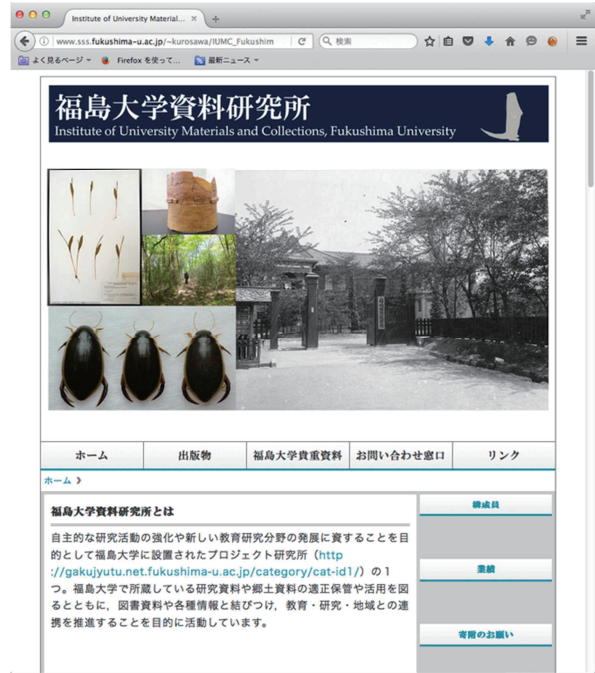 Institute of University Material...
www.sss.fukushima-u.ac.jp/~kurosawa/IUMC_Fukushim
検索
よく見るページ
Firefox を使って...
最新ニュース
福島大学資料研究所
Institute of University Materials and Collections, Fukushima University
ホーム
出版物
福島大学貴重資料
お問い合わせ窓口
リンク
ホーム 》
福島大学資料研究所とは
自主的な研究活動の強化や新しい教育研究分野の発展に資することを目
的として福島大学に設置されたプロジェクト研究所（http
://gakujyutu.net.fukushima-u.ac.jp/category/cat-id1/）の１
つ。福島大学で所蔵している研究資料や郷土資料の適正保管や活用を図
るとともに，図書資料や各種情報と結びつけ，教育・研究・地域との連
携を推進することを目的に活動しています。
構成員
業績
寄附のお願い